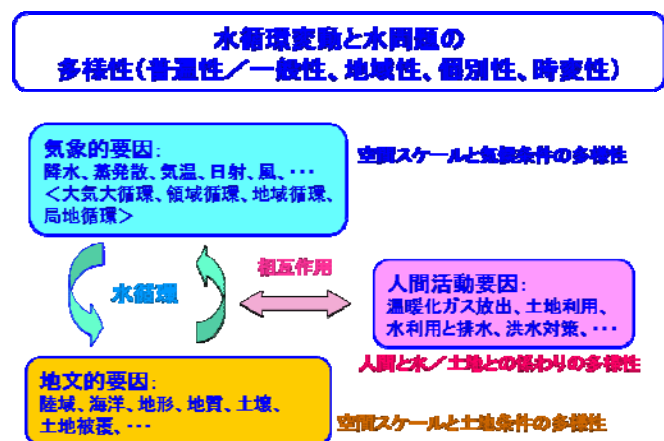 水循環変動と水問題の
多様性(普遍性/一般性、地域性、個別性、時変性)
気象的要因:
降水、蒸発散、気温、日射、風、・・・
<大気大循環、領域循環、地域循環、
局地循環>
空間スケールと気候条件の多様性
水循環
相互作用
人間活動要因:
温暖化ガス放出、土地利用、
水利用と排水、洪水対策、・・・
人間と水/土地との係わりの多様性
地文的要因:
陸域、海洋、地形、地質、土壌、
土地被覆、・・・
空間スケールと土地条件の多様性